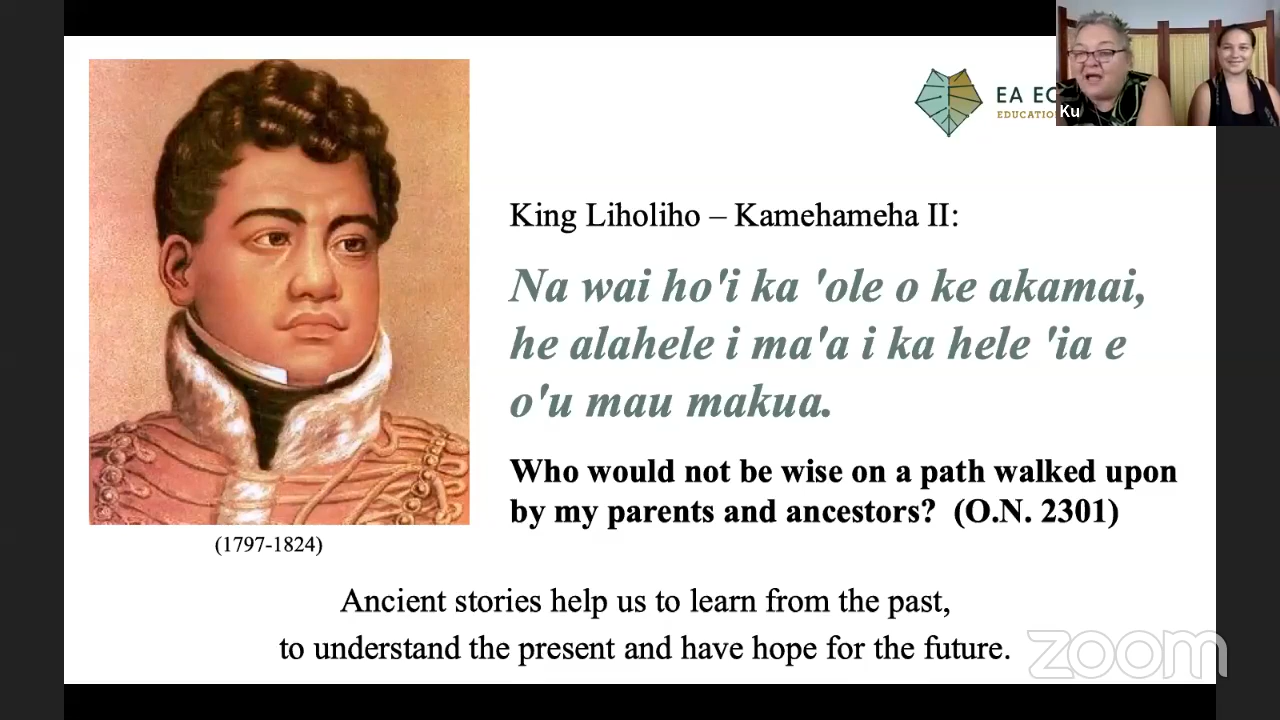 EA EC
EDUCATIO
Ku
King Liholiho – Kamehameha II:
Na wai ho'i ka 'ole o ke akamai,
he alahele i ma'a i ka hele 'ia e
o'u mau makua.
Who would not be wise on a path walked upon
by my parents and ancestors? (O.N. 2301)
(1797-1824)
Ancient stories help us to learn from the past,
to understand the present and have hope for the future.
zoom